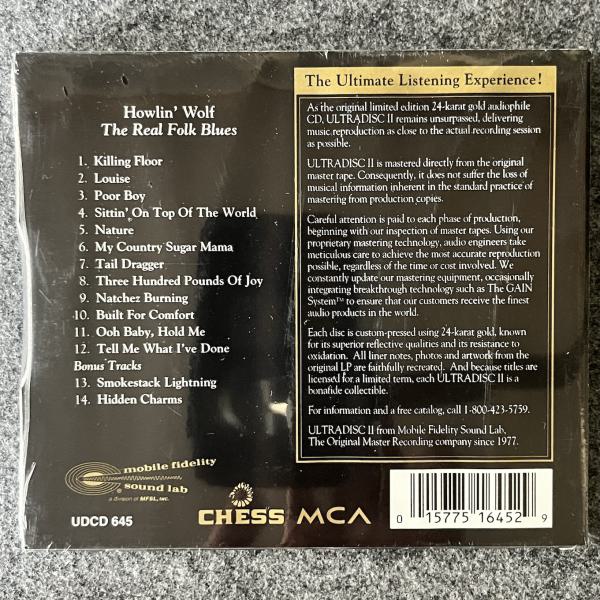 Howlin' Wolf
The Real Folk Blues
1. Killing Floor
2. Louise
3. Poor Boy
4. Sittin' On Top Of The World
5. Nature
6. My Country Sugar Mama
7. Tail Dragger
8. Three Hundred Pounds Of Joy
9. Natchez Burning
10. Built For Comfort
11. Ooh Baby, Hold Me
12. Tell Me What I've Done
Bonus Tracks
13. Smokestack Lightning
14. Hidden Charms
mobile fidelity
sound lab
a division of MFSL, INC.
UDCD 645
CHESS MCA
The Ultimate Listening Experience!
As the original limited edition 24-karat gold audiophile
CD, ULTRADISC II remains unsurpassed, delivering
music reproduction as close to the actual recording session
as possible.
ULTRADISC II is mastered directly from the original
master tape. Consequently, it does not suffer the loss of
musical information inherent in the standard practice of
mastering from production copies.
Careful attention is paid to each phase of production,
beginning with our inspection of master tapes. Using our
proprietary mastering technology, audio engineers take
meticulous care to achieve the most accurate reproduction
possible, regardless of the time or cost involved. We
constantly update our mastering equipment, occasionally
integrating breakthrough technology such as The GAIN
System™ to ensure that our customers receive the finest
audio products in the world.
Each disc is custom-pressed using 24-karat gold, known
for its superior reflective qualities and its resistance to
oxidation. All liner notes, photos and artwork from the
original LP are faithfully recreated. And because titles are
licensed for a limited term, each ULTRADISC II is a
bonafide collectible.
For information and a free catalog, call 1-800-423-5759.
ULTRADISC II from Mobile Fidelity Sound Lab,
The Original Master Recording company since 1977.
0 15775 16452 9